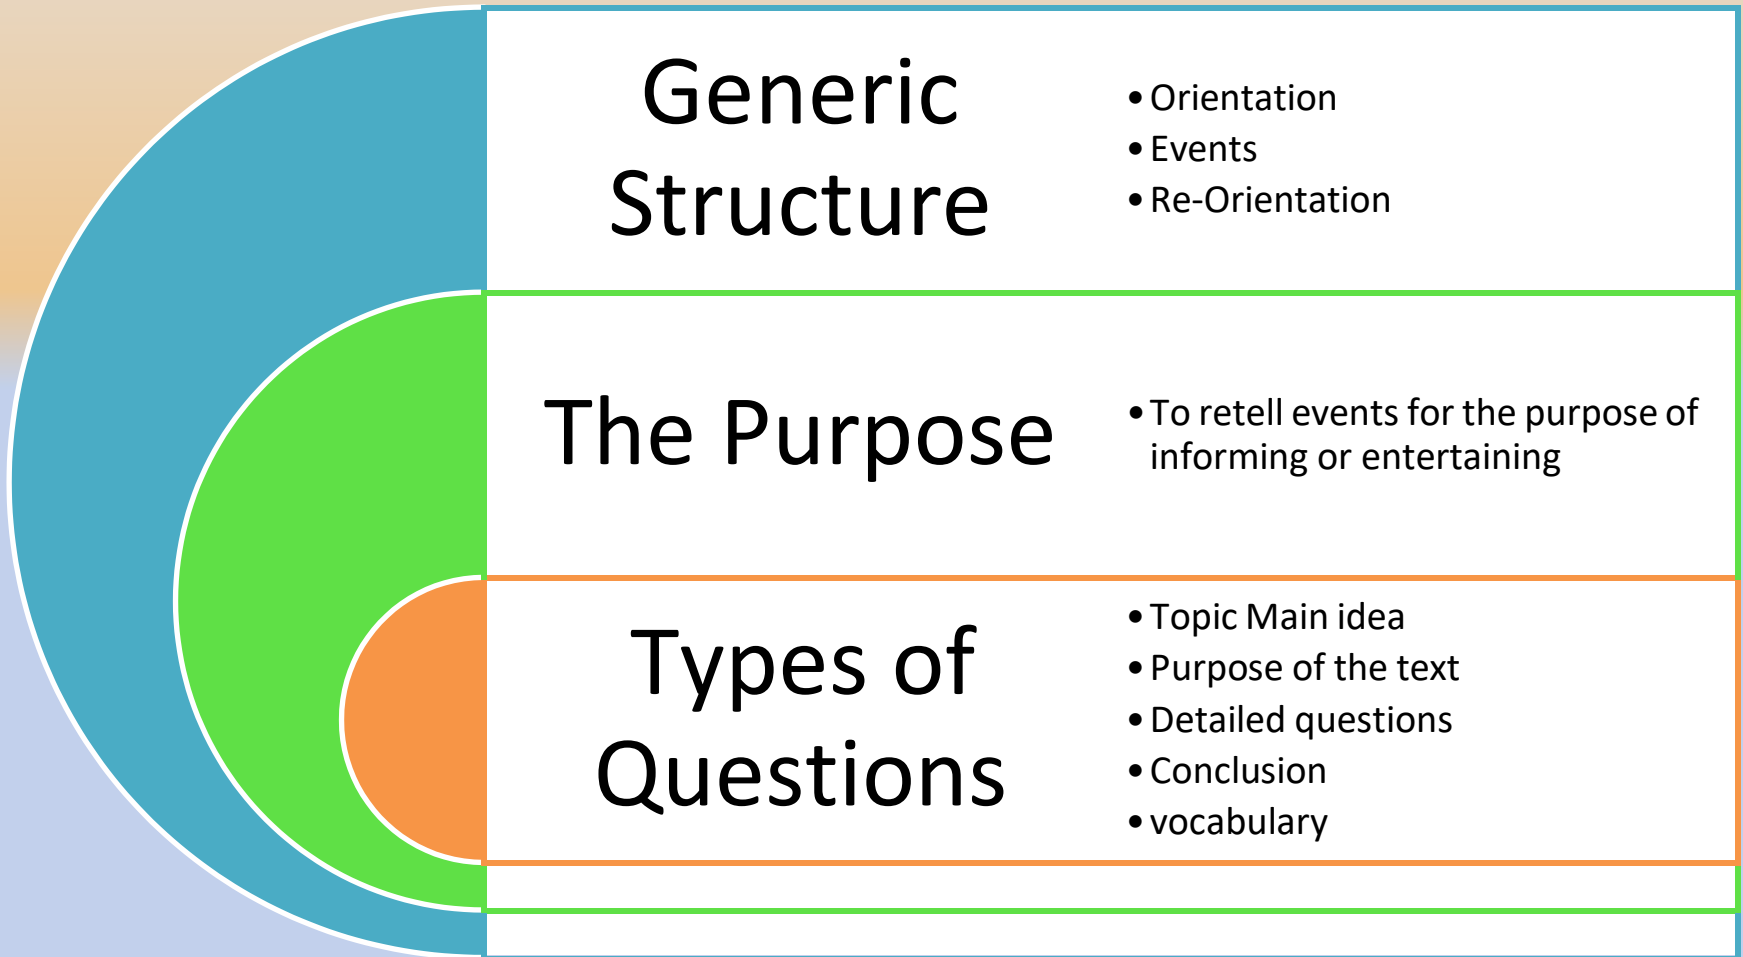 Generic
Structure
•Orientation
•Events
•Re-Orientation
The Purpose
•To retell events for the purpose of
informing or entertaining
Types of
Questions
•Topic Main idea
•Purpose of the text
•Detailed questions
•Conclusion
•vocabulary